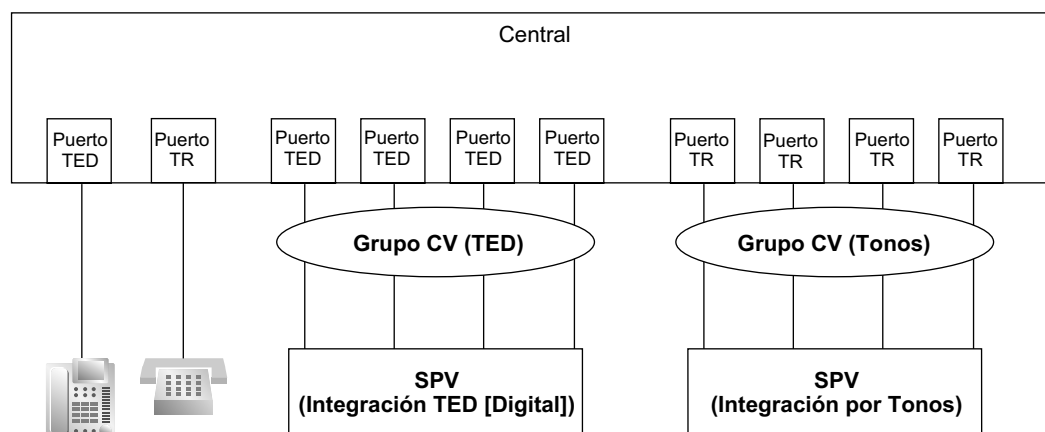 Central
Puerto
TED
Puerto
TR
Puerto
TED
Puerto
TED
Puerto
TED
Puerto
TED
Puerto
TR
Puerto
TR
Puerto
TR
Puerto
TR
Grupo CV (TED)
Grupo CV (Tonos)
SPV
(Integración TED [Digital])
SPV
(Integración por Tonos)